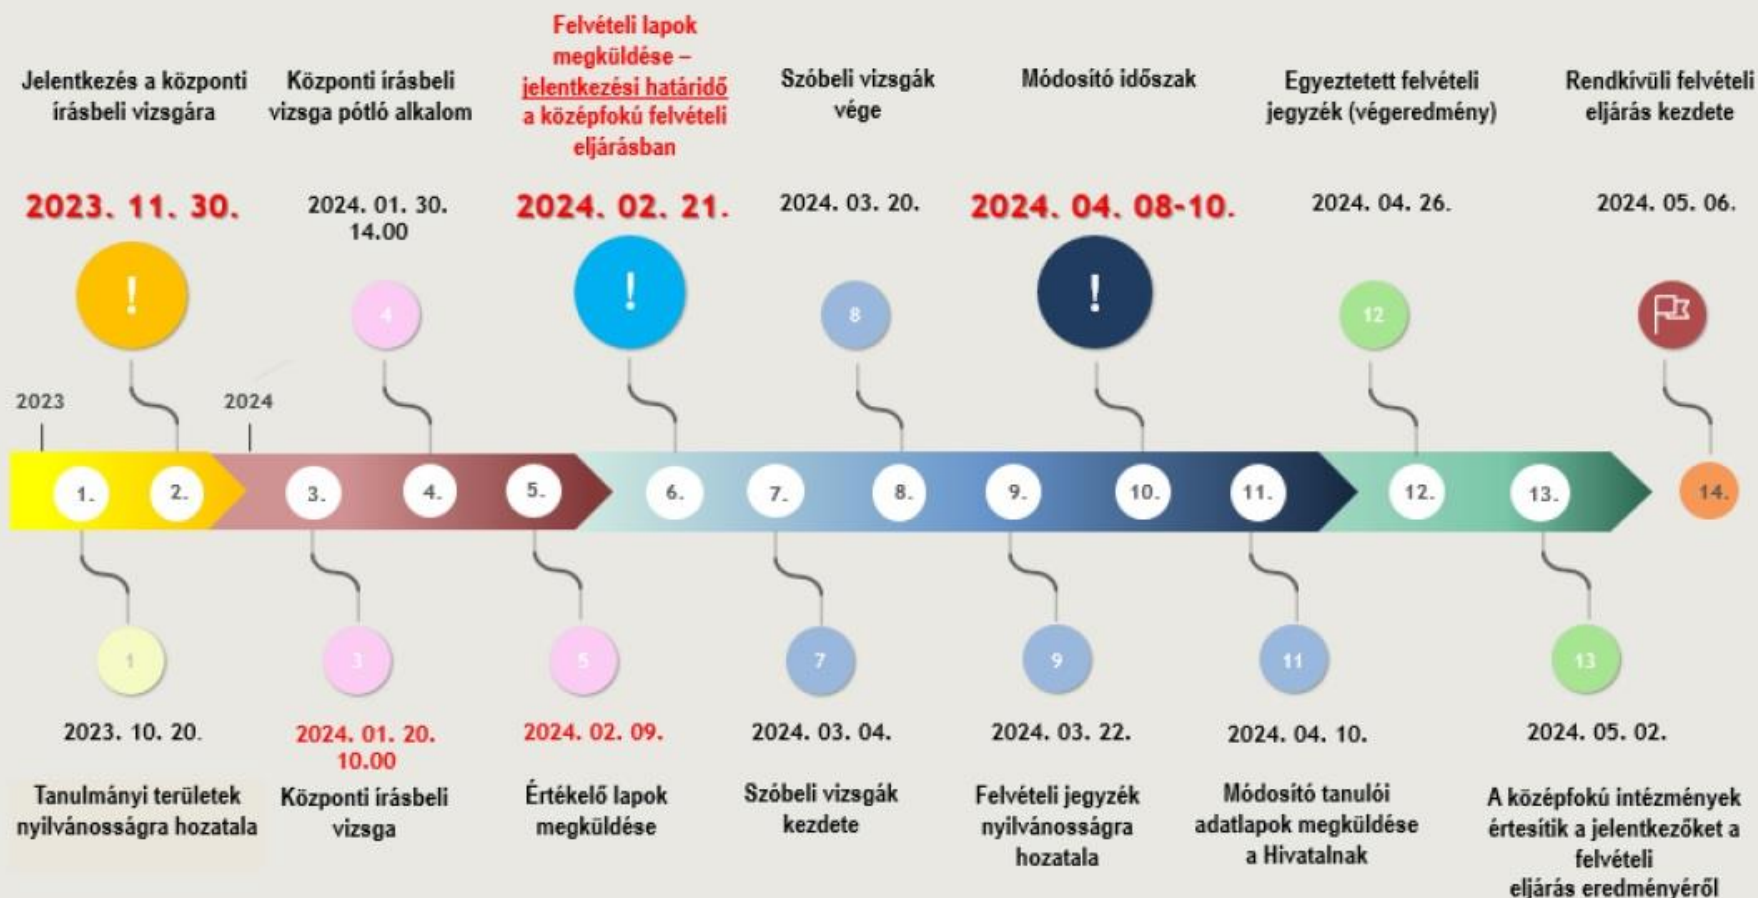 Jelentkezés a központi
írásbeli vizsgára
2023. 11. 30.
!
Központi írásbeli
vizsga pótló alkalom
2024. 01. 30.
14.00
4
Felvételi lapok
megküldése –
jelentkezési határidő
a középfokú felvételi
eljárásban
2024. 02. 21.
!
Szóbeli vizsgák
vége
2024. 03. 20.
8
Módosító időszak
2024. 04. 08-10.
!
Egyeztetett felvételi
jegyzék (végeredmény)
2024. 04. 26.
12
Rendkívüli felvételi
eljárás kezdete
2024. 05. 06.
2023
2024
1.
2.
3.
4.
5.
6.
7.
8.
9.
10.
11.
12.
13.
14.
1
2023. 10. 20.
Tanulmányi területek
nyilvánosságra hozatala
3
2024. 01. 20.
10.00
Központi írásbeli
vizsga
5
2024. 02. 09.
Értékelő lapok
megküldése
7
2024. 03. 04.
Szóbeli vizsgák
kezdete
9
2024. 03. 22.
Felvételi jegyzék
nyilvánosságra
hozatala
11
2024. 04. 10.
Módosító tanulói
adatlapok megküldése
a Hivatalnak
13
2024. 05. 02.
A középfokú intézmények
értesítik a jelentkezőket a
felvételi
eljárás eredményéről